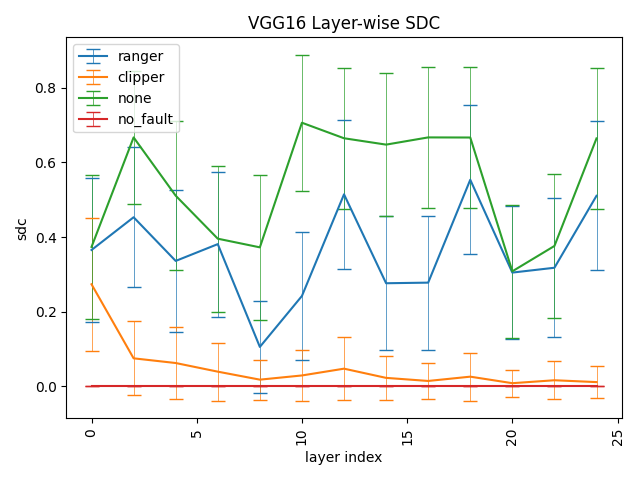 VGG16 Layer-wise SDC
ranger
clipper
none
no_fault
sdc
0.8
0.6
0.4
0.2
0.0
0
5
10
15
20
25
layer index